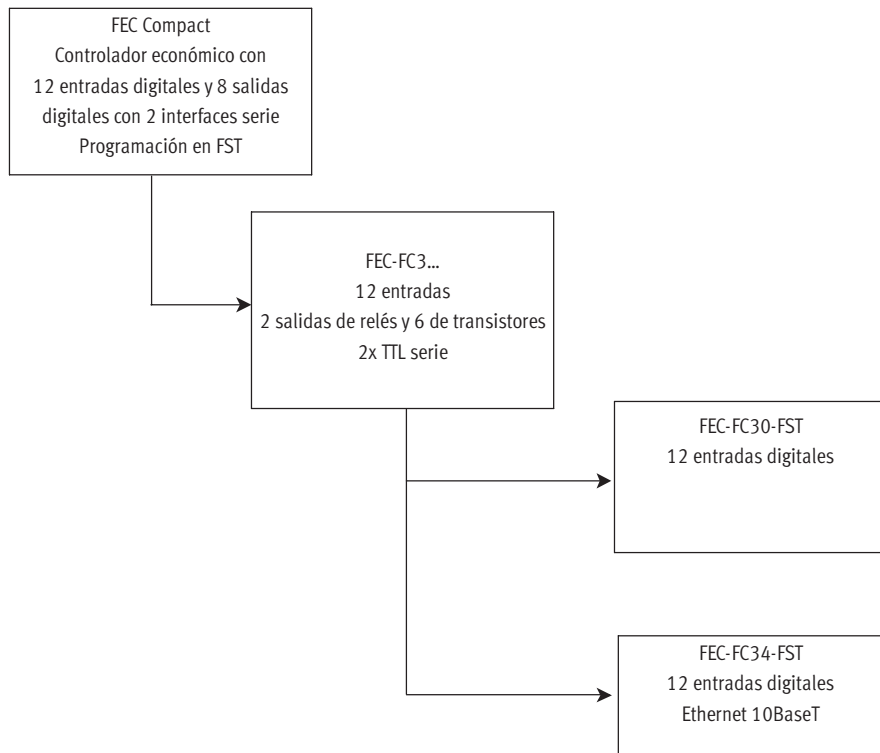 FEC Compact
Controlador económico con
12 entradas digitales y 8 salidas
digitales con 2 interfaces serie
Programación en FST
FEC-FC3...
12 entradas
2 salidas de relés y 6 de transistores
2x TTL serie
FEC-FC30-FST
12 entradas digitales
FEC-FC34-FST
12 entradas digitales
Ethernet 10BaseT